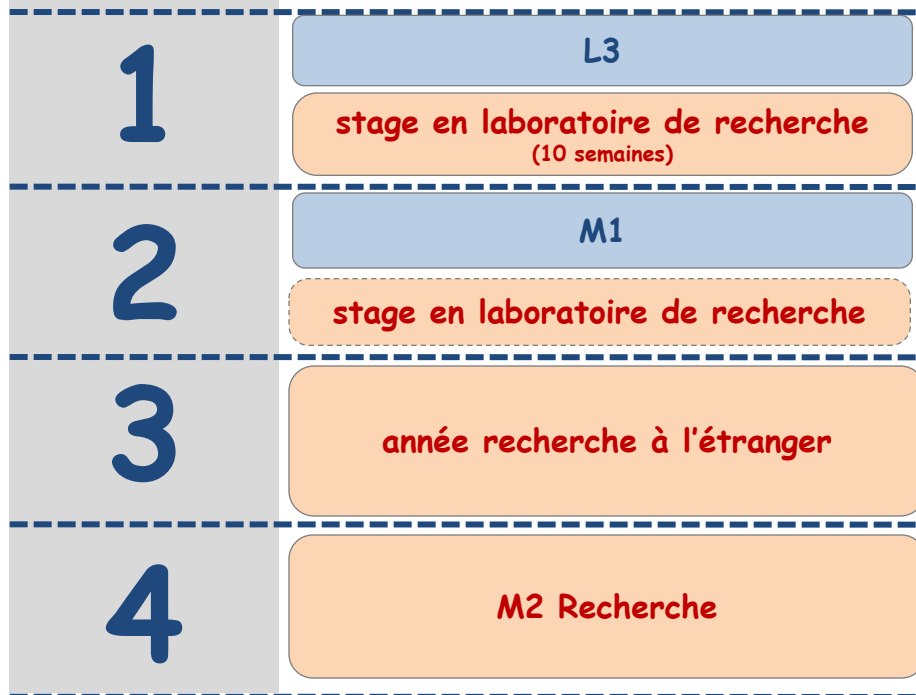 1
L3
stage en laboratoire de recherche
(10 semaines)
2
M1
stage en laboratoire de recherche
3
année recherche à l'étranger
4
M2 Recherche